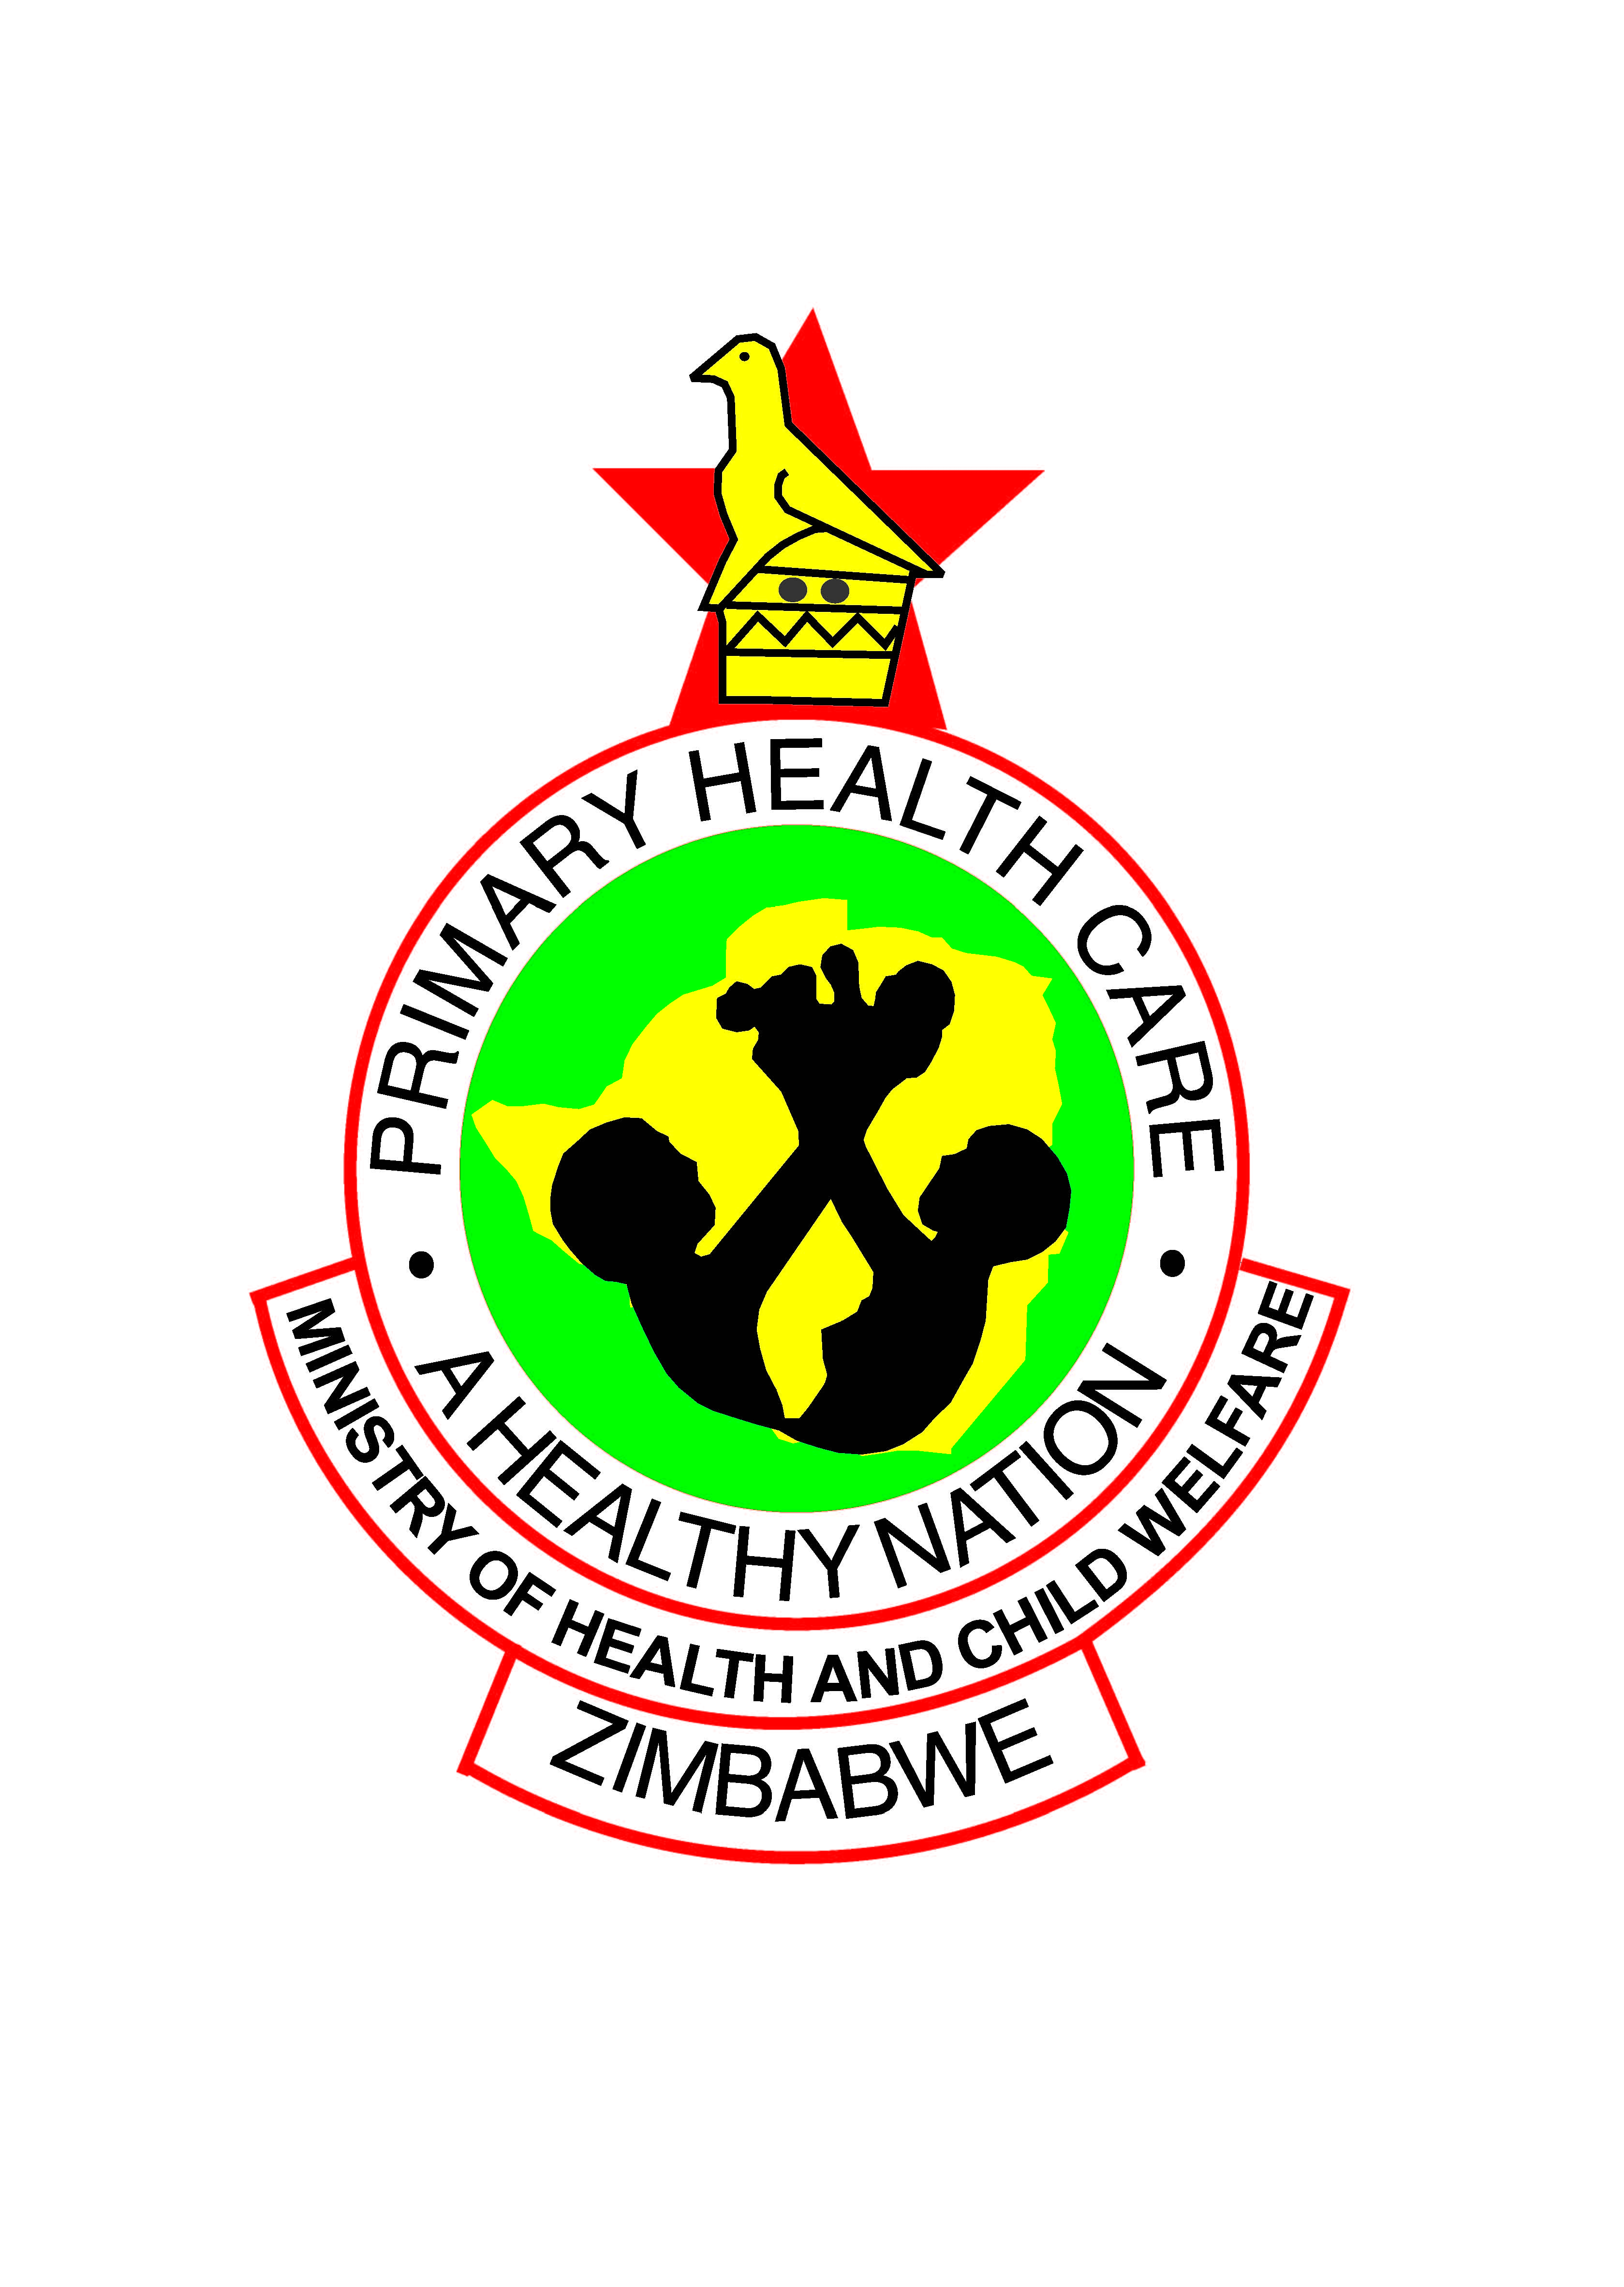 PRIMARY HEALTH CARE
• A HEALTHY NATION •
MINISTRY OF HEALTH AND CHILD WELFARE
ZIMBABWE